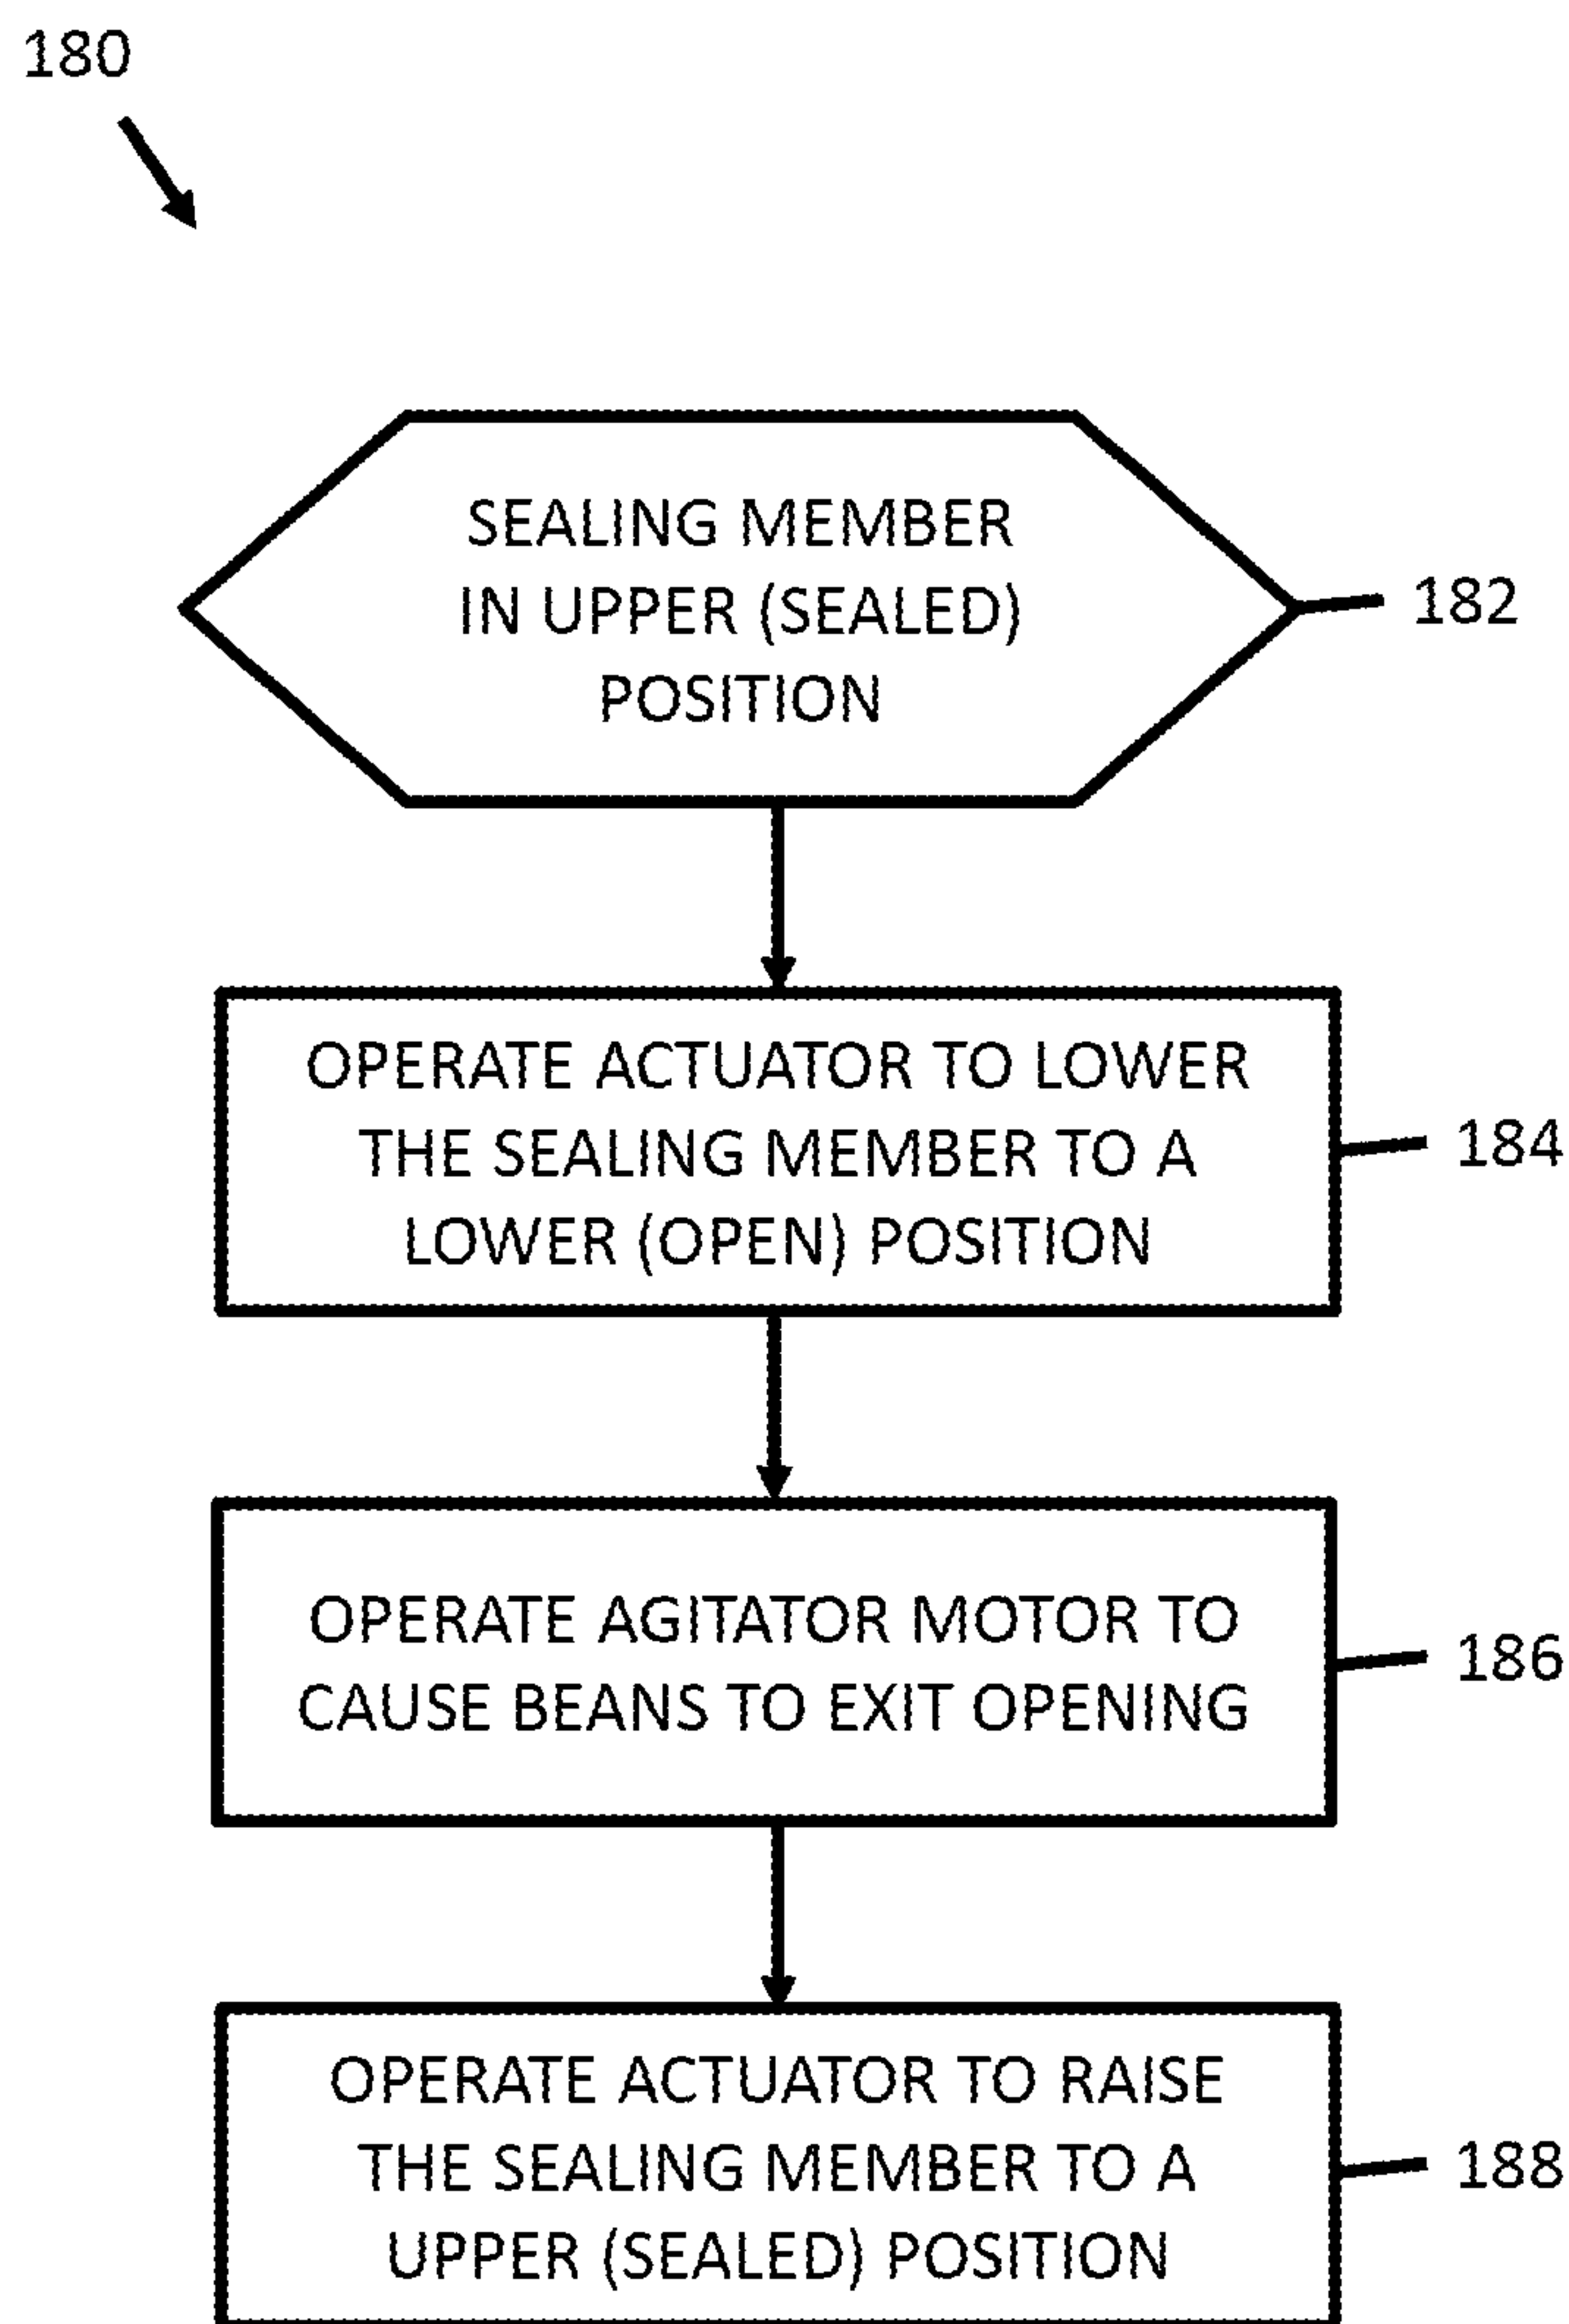 180
SEALING MEMBER
IN UPPER (SEALED)
POSITION
182
OPERATE ACTUATOR TO LOWER
THE SEALING MEMBER TO A
LOWER (OPEN) POSITION
184
OPERATE AGITATOR MOTOR TO
CAUSE BEANS TO EXIT OPENING
186
OPERATE ACTUATOR TO RAISE
THE SEALING MEMBER TO A
UPPER (SEALED) POSITION
188